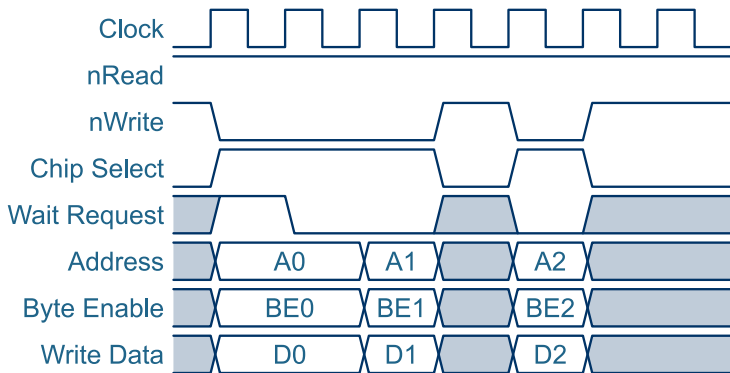 Clock
nRead
nWrite
Chip Select
Wait Request
Address A0 A1 A2
Byte Enable BE0 BE1 BE2
Write Data D0 D1 D2